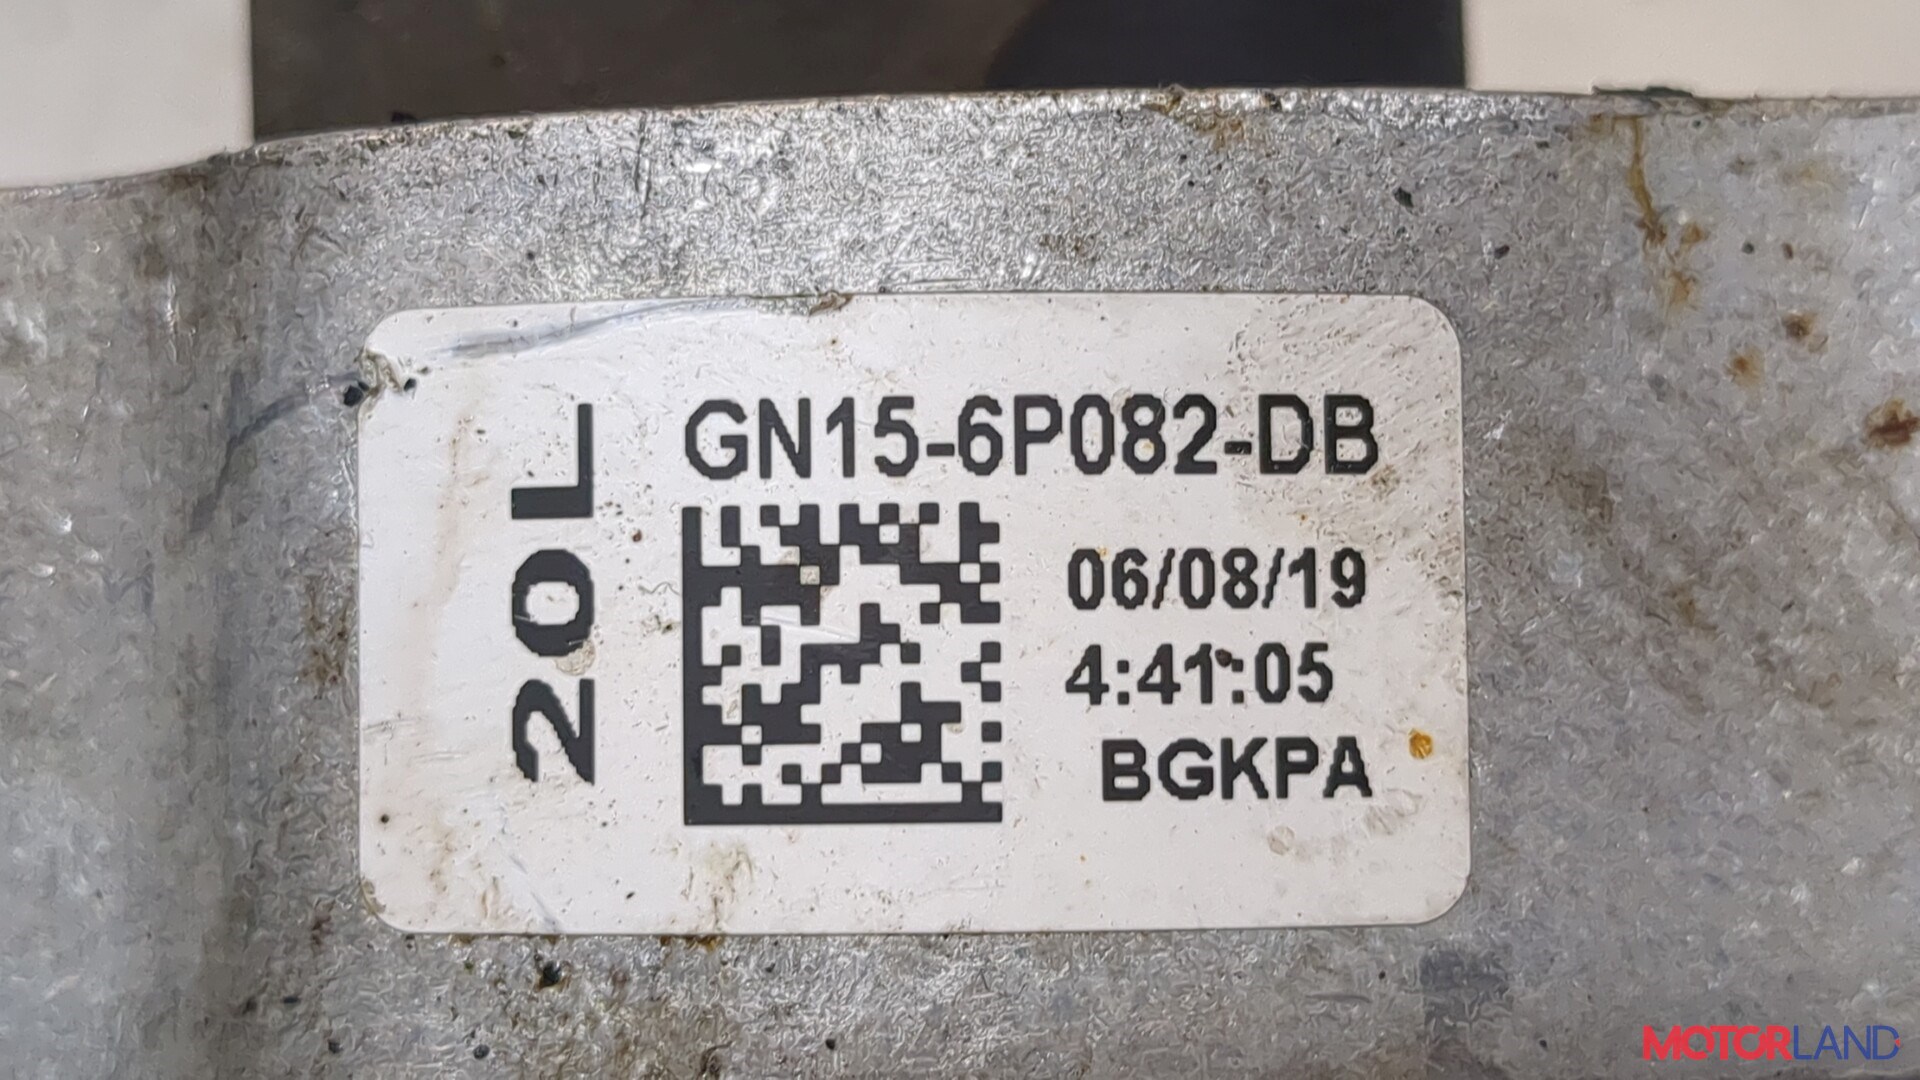 20L
GN15-6P082-DB
06/08/19
4:41:05
BGKPA
MOTORLAND